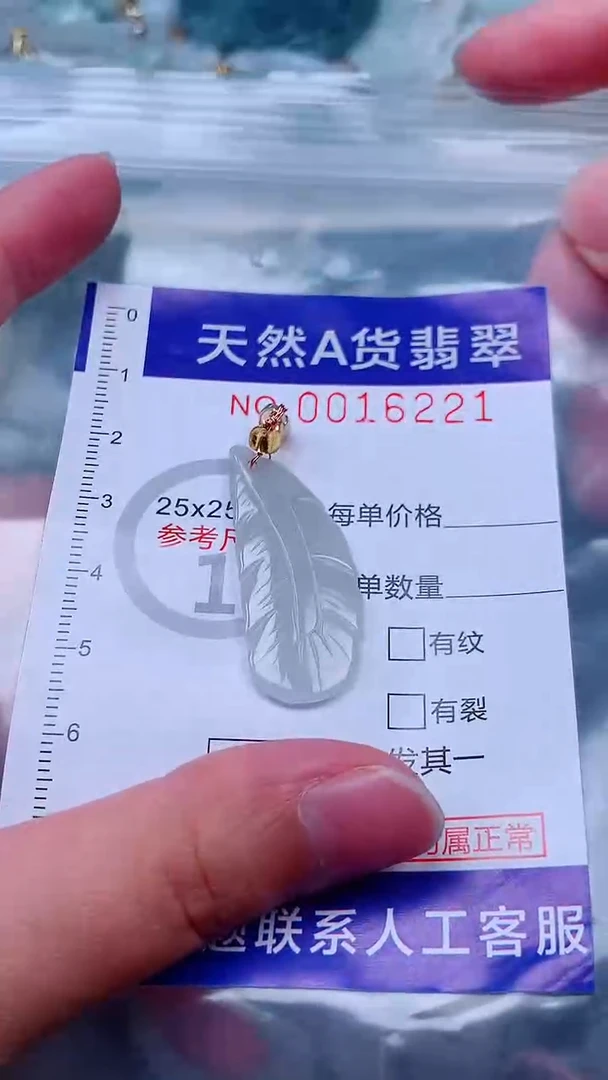 天然A货翡翠
NO.0016221
0
1
2
3
4
5
6
25x25
参考尺
1
每单价格
单数量
有纹
有裂
发其一
属正常
联系人工客服